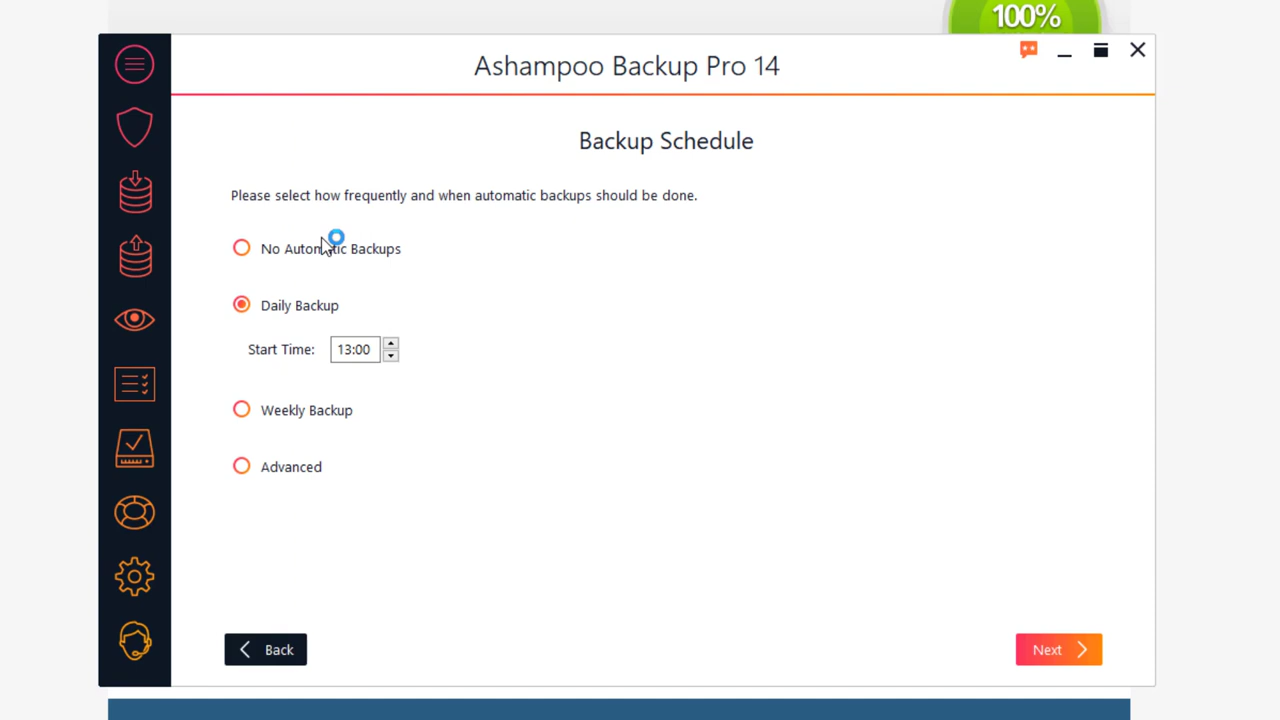 100%
Ashampoo Backup Pro 14
Backup Schedule
Please select how frequently and when automatic backups should be done.
No Automatic Backups
Daily Backup
Start Time: 13:00
Weekly Backup
Advanced
Back
Next